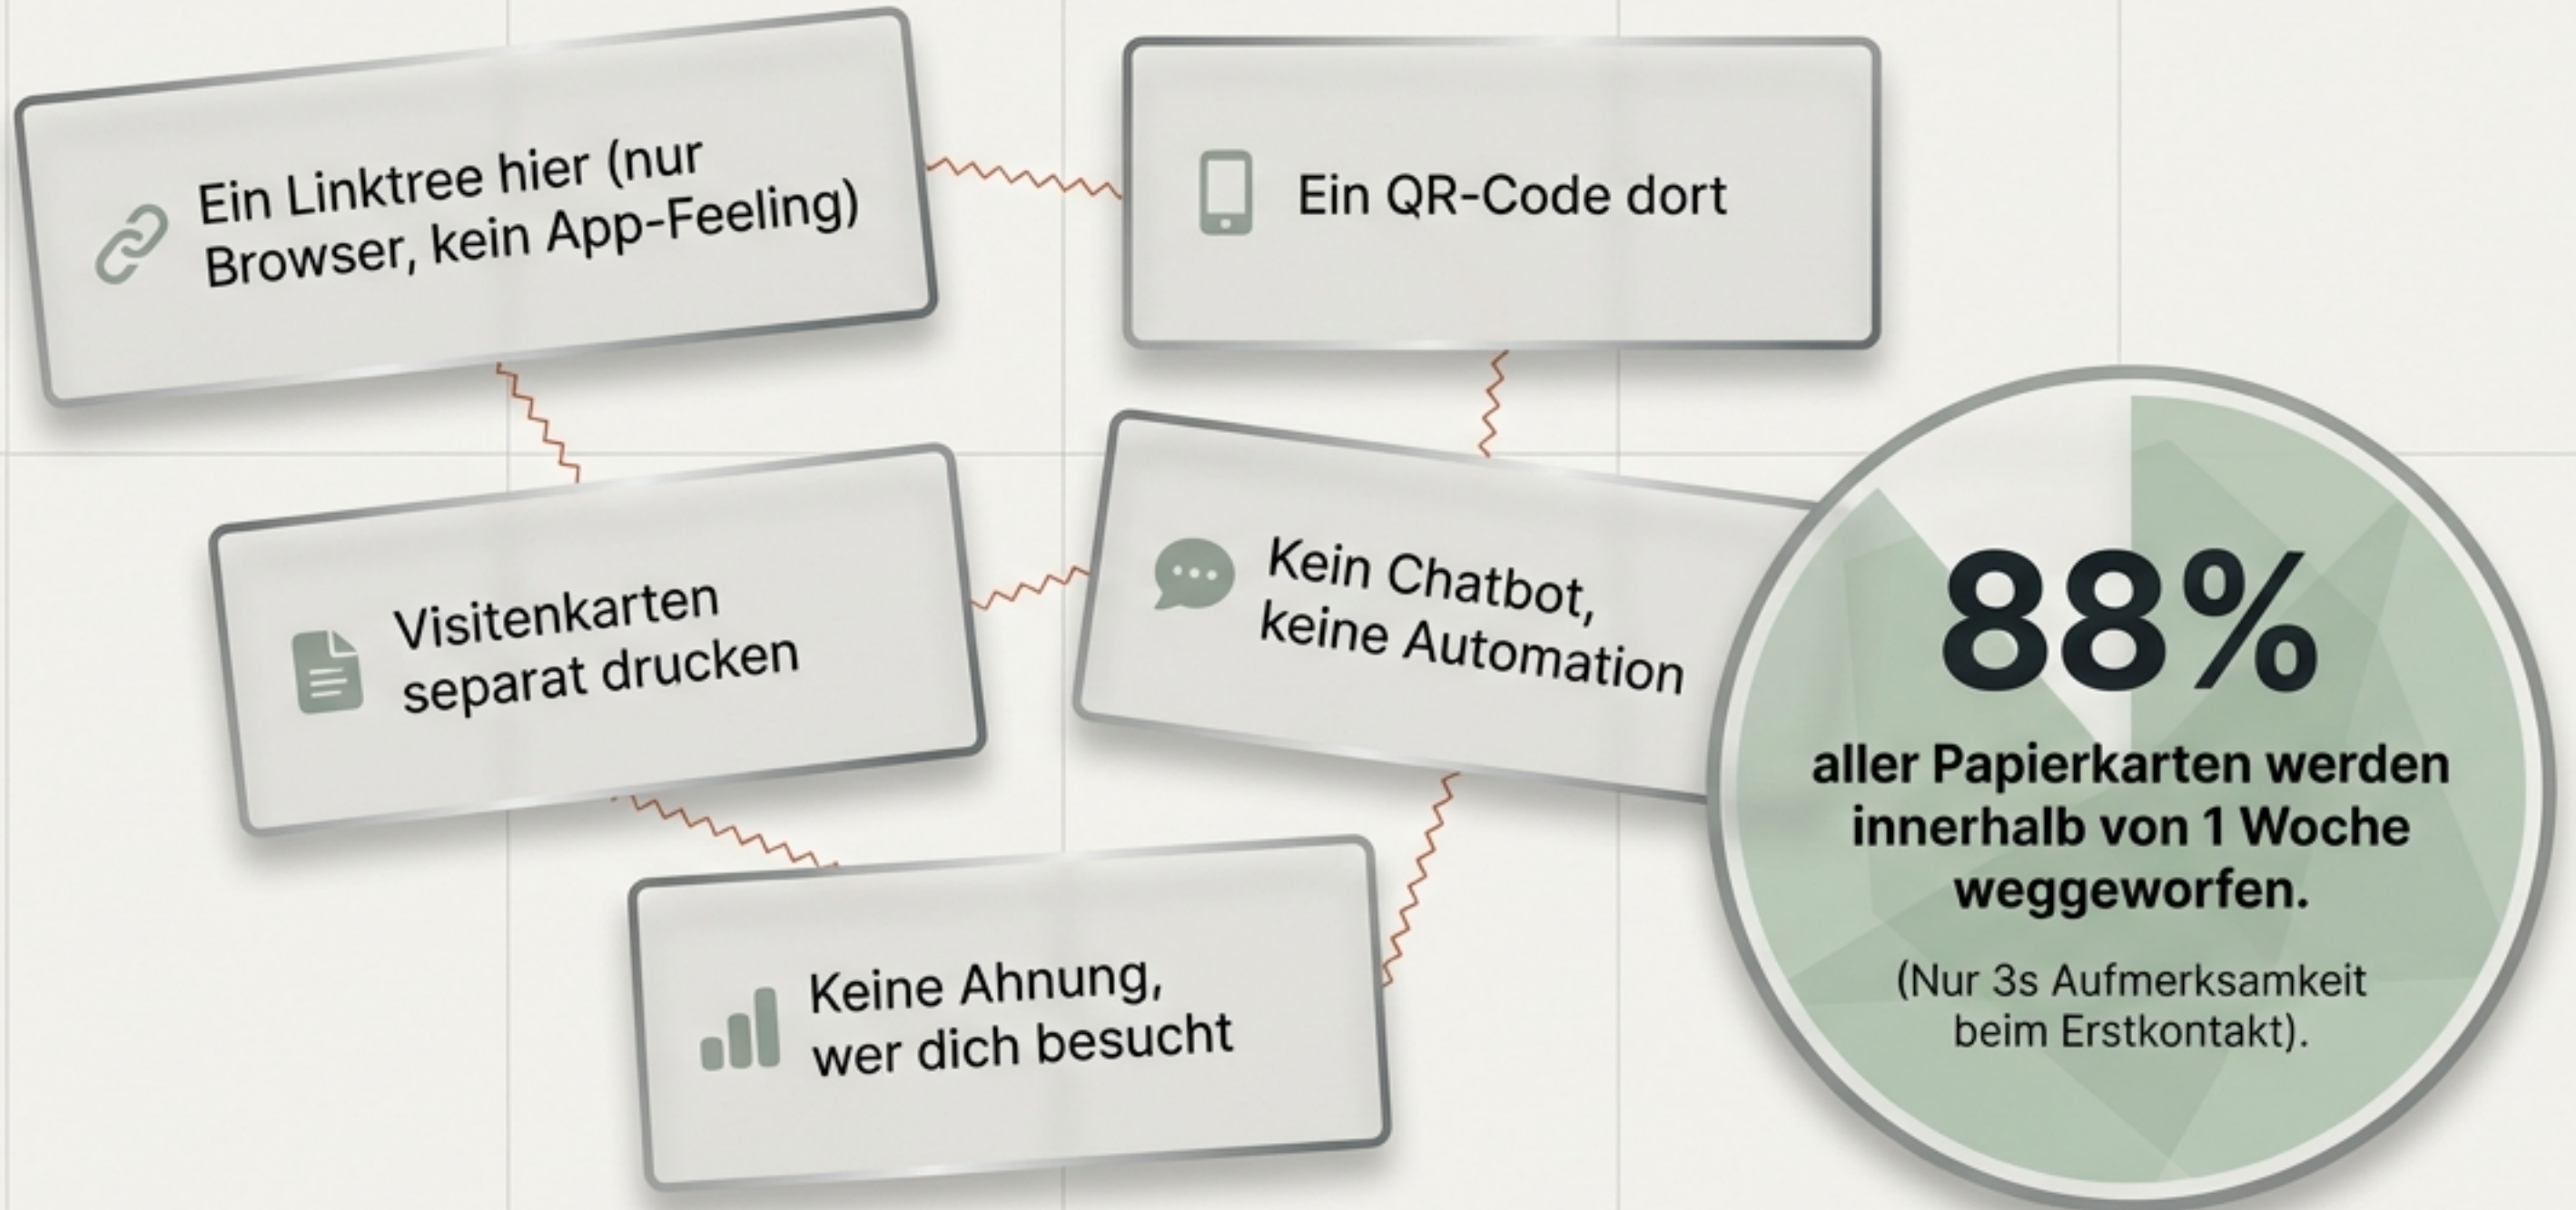 Ein Linktree hier (nur
Browser, kein App-Feeling)
Ein QR-Code dort
Visitenkarten
separat drucken
Kein Chatbot,
keine Automation
88%
aller Papierkarten werden
innerhalb von 1 Woche
weggeworfen.
(Nur 3s Aufmerksamkeit
beim Erstkontakt).
Keine Ahnung,
wer dich besucht